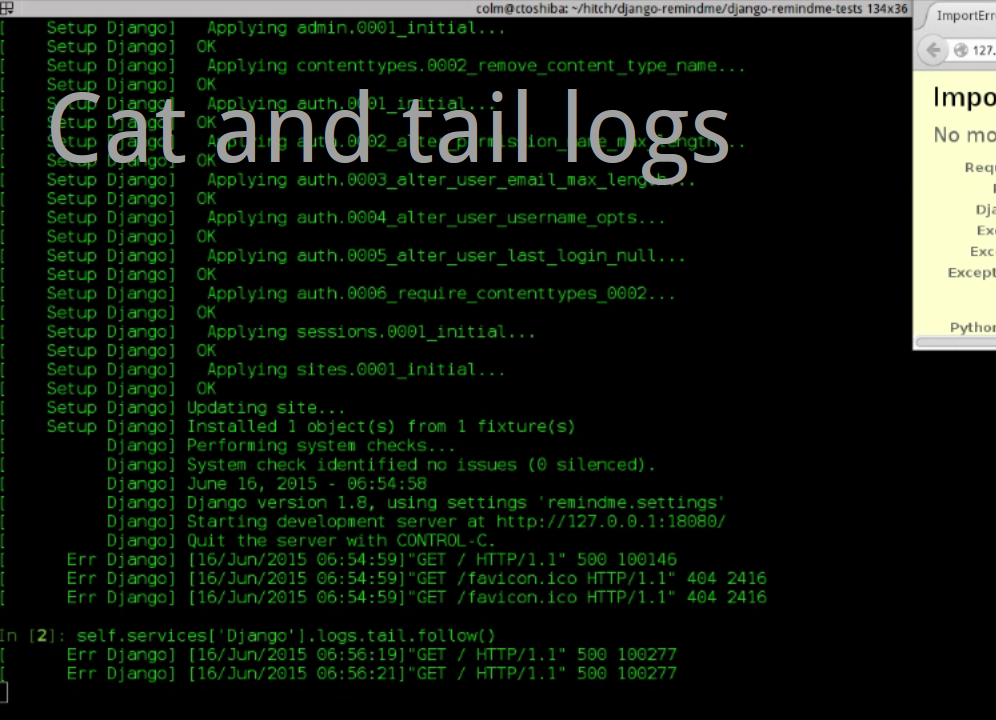 colm@ctoshiba: ~/hitch/django-remindme/django-remindme-tests 134x36
[    Setup Django]   Applying admin.0001_initial...
[    Setup Django]  OK
[    Setup Django]   Applying contenttypes.0002_remove_content_type_name...
[    Setup Django]  OK
[    Setup Django]   Applying auth.0001_initial...
Cat and tail logs
[    Setup Django]  OK
[    Setup Django]   Applying auth.0002_alter_permission_name_max_length...
[    Setup Django]  OK
[    Setup Django]   Applying auth.0003_alter_user_email_max_length...
[    Setup Django]  OK
[    Setup Django]   Applying auth.0004_alter_user_username_opts...
[    Setup Django]  OK
[    Setup Django]   Applying auth.0005_alter_user_last_login_null...
[    Setup Django]  OK
[    Setup Django]   Applying auth.0006_require_contenttypes_0002...
[    Setup Django]  OK
[    Setup Django]   Applying sessions.0001_initial...
[    Setup Django]  OK
[    Setup Django]   Applying sites.0001_initial...
[    Setup Django]  OK
[    Setup Django] Updating site...
[    Setup Django] Installed 1 object(s) from 1 fixture(s)
[          Django] Performing system checks...
[          Django] System check identified no issues (0 silenced).
[          Django] June 16, 2015 - 06:54:58
[          Django] Django version 1.8, using settings 'remindme.settings'
[          Django] Starting development server at http://127.0.0.1:18080/
[          Django] Quit the server with CONTROL-C.
[      Err Django] [16/Jun/2015 06:54:59]"GET / HTTP/1.1" 500 100146
[      Err Django] [16/Jun/2015 06:54:59]"GET /favicon.ico HTTP/1.1" 404 2416
[      Err Django] [16/Jun/2015 06:54:59]"GET /favicon.ico HTTP/1.1" 404 2416
In [2]: self.services['Django'].logs.tail.follow()
[      Err Django] [16/Jun/2015 06:56:19]"GET / HTTP/1.1" 500 100277
[      Err Django] [16/Jun/2015 06:56:21]"GET / HTTP/1.1" 500 100277
ImportErr
127.
Impo
No mo
Requ
Dja
Exc
Exce
Except
Python